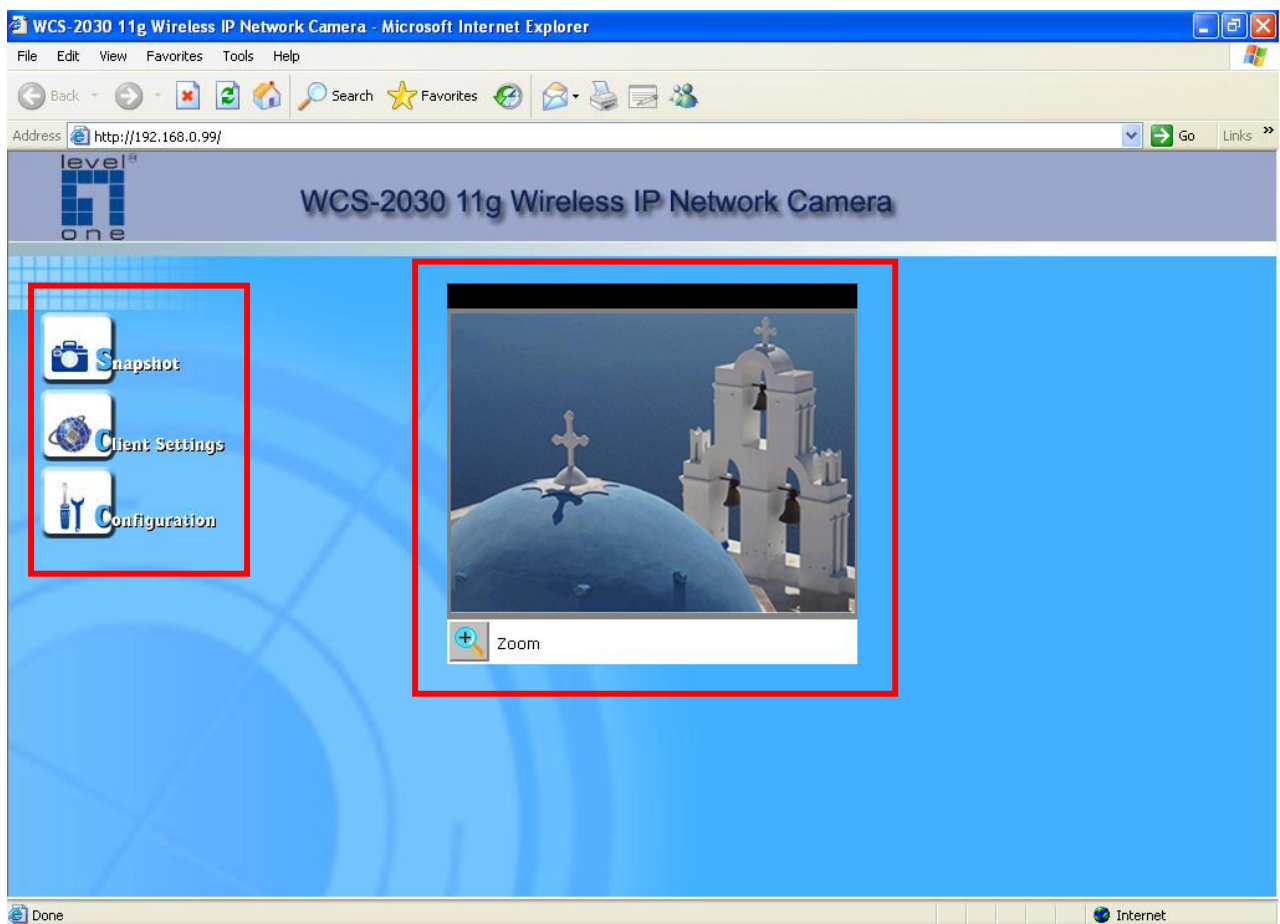 WCS-2030 11g Wireless IP Network Camera - Microsoft Internet Explorer
File Edit View Favorites Tools Help
Back Search Favorites
Address http://192.168.0.99/ Go Links »
level®
one
WCS-2030 11g Wireless IP Network Camera
Snapshot
Client Settings
Configuration
Zoom
Done Internet